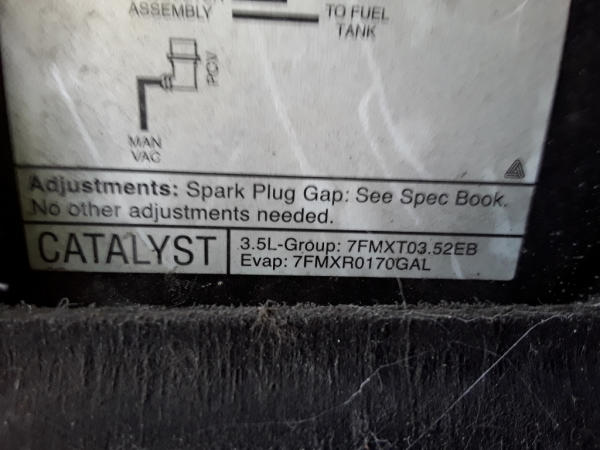 ASSEMBLY
TO FUEL
TANK
PCV
MAN
VAC
Adjustments: Spark Plug Gap: See Spec Book.
No other adjustments needed.
CATALYST
3.5L-Group: 7FMXT03.52EB
Evap: 7FMXR0170GAL